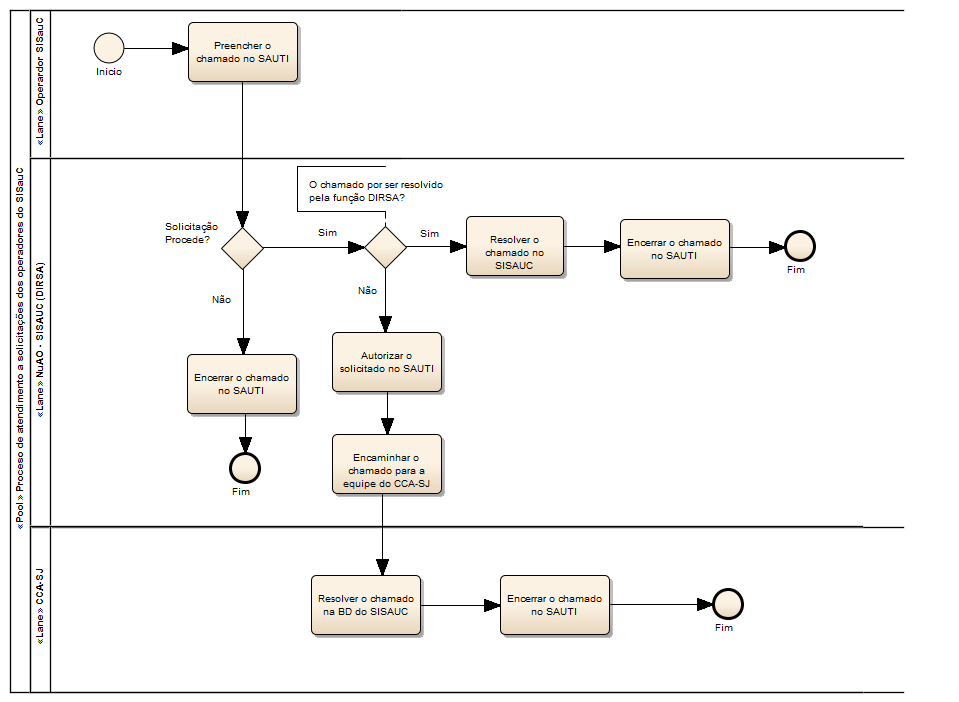 «Pool» Proceso de atendimento a solicitações dos operadores do SISauC
«Lane» Operardor SISauC
Inicio
Preencher o
chamado no SAUTI
«Lane» NuAO - SISAUC (DIRSA)
O chamado por ser resolvido
pela função DIRSA?
Solicitação
Procede?
Sim
Sim
Resolver o
chamado no
SISAUC
Encerrar o chamado
no SAUTI
Fim
Não
Não
Encerrar o chamado
no SAUTI
Fim
Autorizar o
solicitado no SAUTI
Encaminhar o
chamado para a
equipe do CCA-SJ
«Lane» CCA-SJ
Resolver o chamado
na BD do SISAUC
Encerrar o chamado
no SAUTI
Fim